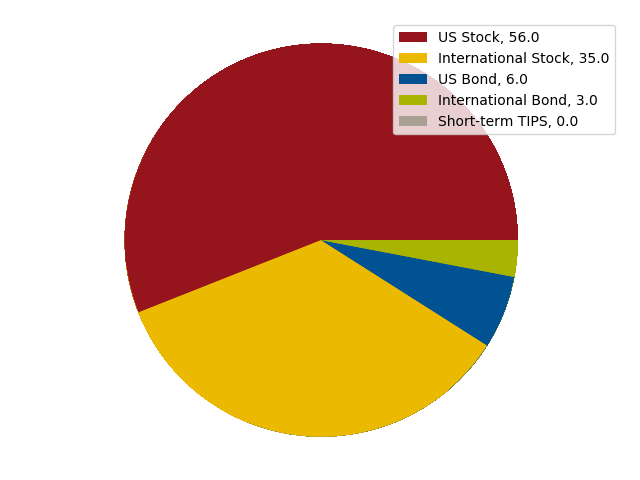 US Stock, 56.0
International Stock, 35.0
US Bond, 6.0
International Bond, 3.0
Short-term TIPS, 0.0